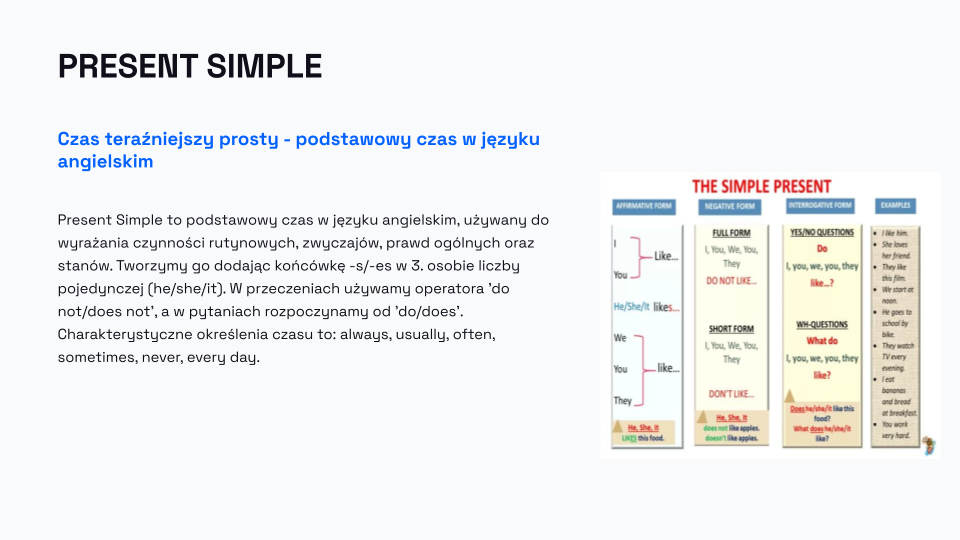 PRESENT SIMPLE
Czas teraźniejszy prosty - podstawowy czas w języku
angielskim
Present Simple to podstawowy czas w języku angielskim, używany do
wyrażania czynności rutynowych, zwyczajów, prawd ogólnych oraz
stanów. Tworzymy go dodając końcówkę -s/-es w 3. osobie liczby
pojedynczej (he/she/it). W przeczeniach używamy operatora 'do
not/does not', a w pytaniach rozpoczynamy od 'do/does'.
Charakterystyczne określenia czasu to: always, usually, often,
sometimes, never, every day.
THE SIMPLE PRESENT
AFFIRMATIVE FORM
I
Like...
You
He/She/It likes...
We
You
like...
They
He, She, It
LIKES this food.
NEGATIVE FORM
FULL FORM
I, You, We, You,
They
DO NOT LIKE...
SHORT FORM
I, You, We, You,
They
DON'T LIKE...
He, She, It
does not like apples.
doesn't like apples.
INTERROGATIVE FORM
YES/NO QUESTIONS
Do
I, you, we, you, they
like...?
WH-QUESTIONS
What do
I, you, we, you, they
like?
Does he/she/it like this
food?
What does he/she/it
like?
EXAMPLES
• I like him.
• She loves
her friend.
• They like
this film.
• We start at
noon.
• He goes to
school by
bike.
• They watch
TV every
evening.
• I eat
bananas
and bread
at breakfast.
• You work
very hard.